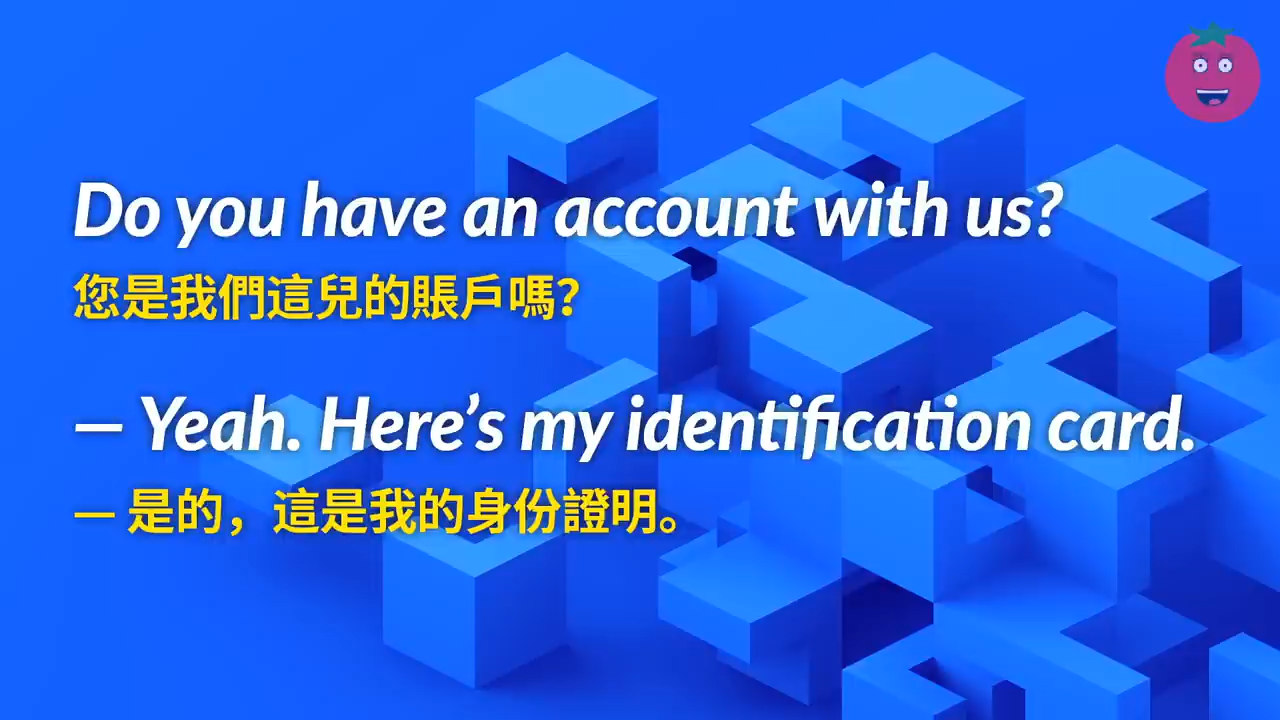 Do you have an account with us?
您是我們這兒的賬戶嗎？
— Yeah. Here’s my identification card.
— 是的，這是我的身份證明。